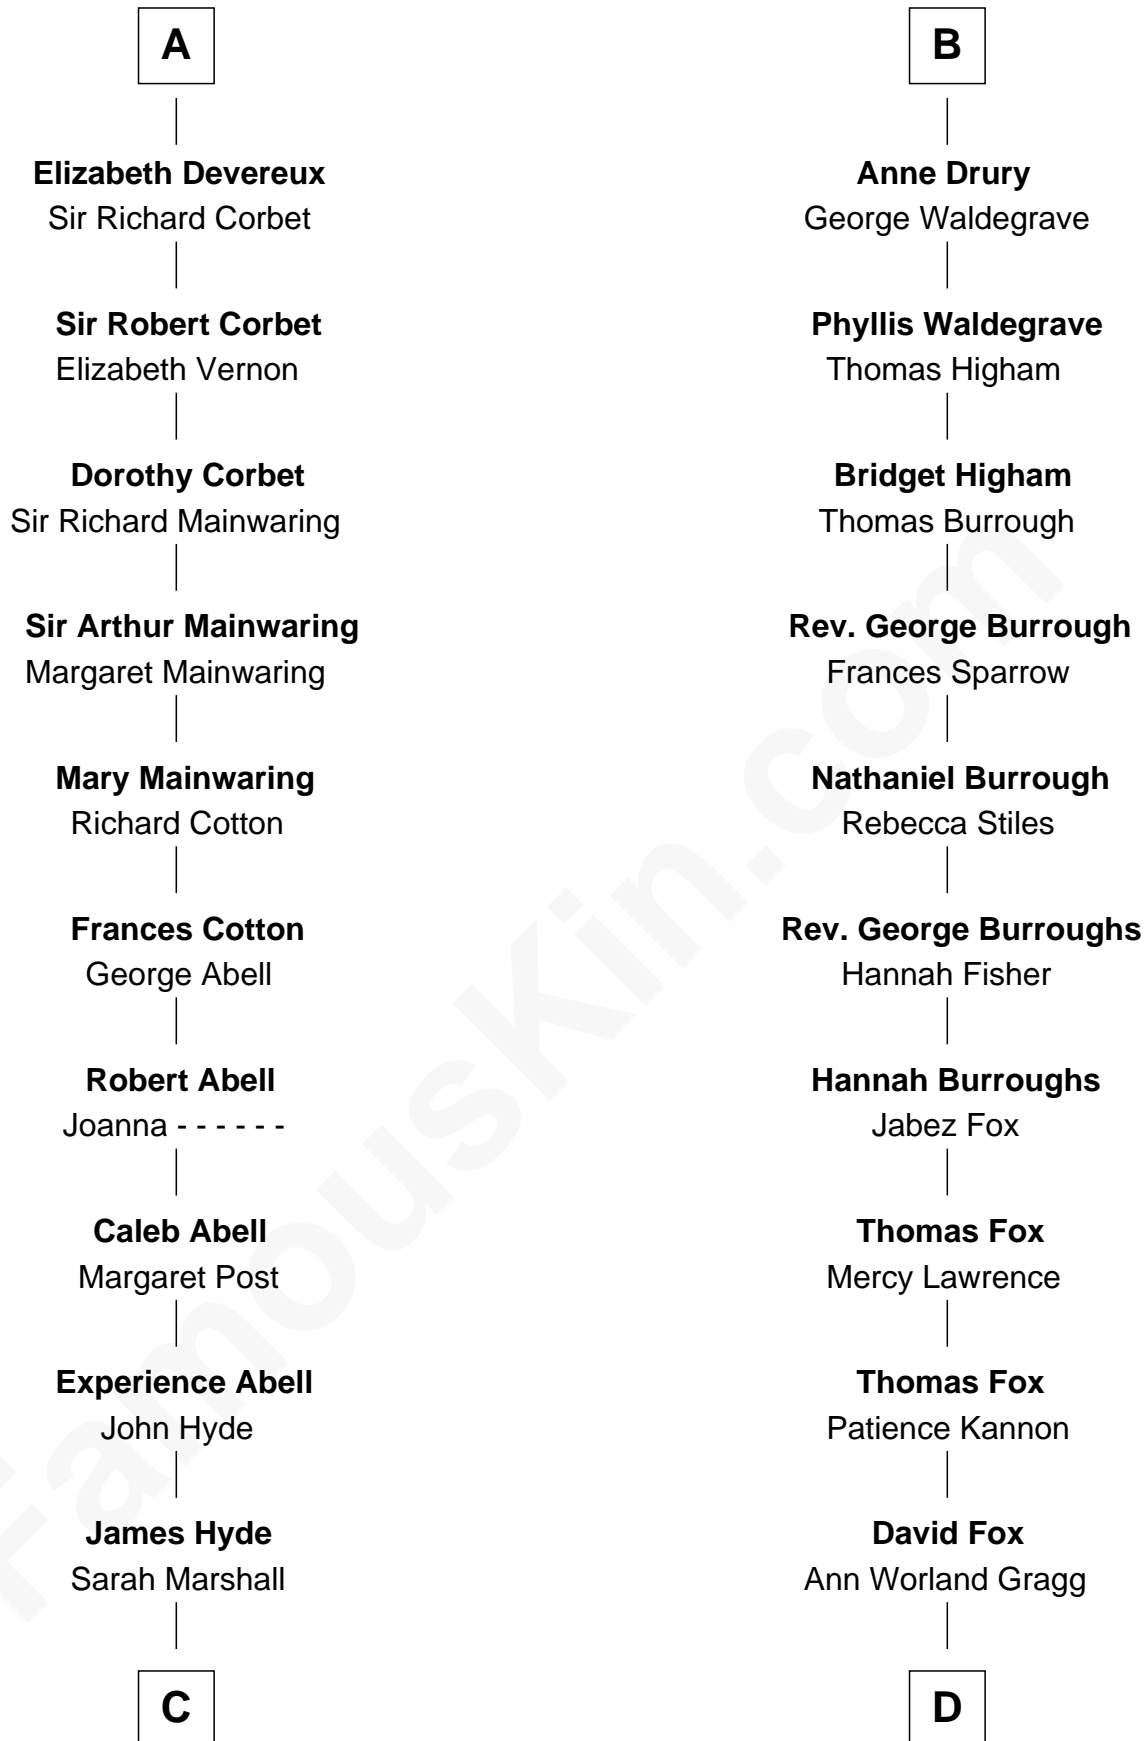 A
Elizabeth Devereux
Sir Richard Corbet
Sir Robert Corbet
Elizabeth Vernon
Dorothy Corbet
Sir Richard Mainwaring
Sir Arthur Mainwaring
Margaret Mainwaring
Mary Mainwaring
Richard Cotton
Frances Cotton
George Abell
Robert Abell
Joanna - - - - - -
Caleb Abell
Margaret Post
Experience Abell
John Hyde
James Hyde
Sarah Marshall
C
B
Anne Drury
George Waldegrave
Phyllis Waldegrave
Thomas Higham
Bridget Higham
Thomas Burrough
Rev. George Burrough
Frances Sparrow
Nathaniel Burrough
Rebecca Stiles
Rev. George Burroughs
Hannah Fisher
Hannah Burroughs
Jabez Fox
Thomas Fox
Mercy Lawrence
Thomas Fox
Patience Kannon
David Fox
Ann Worland Gragg
D
FamousKin.com